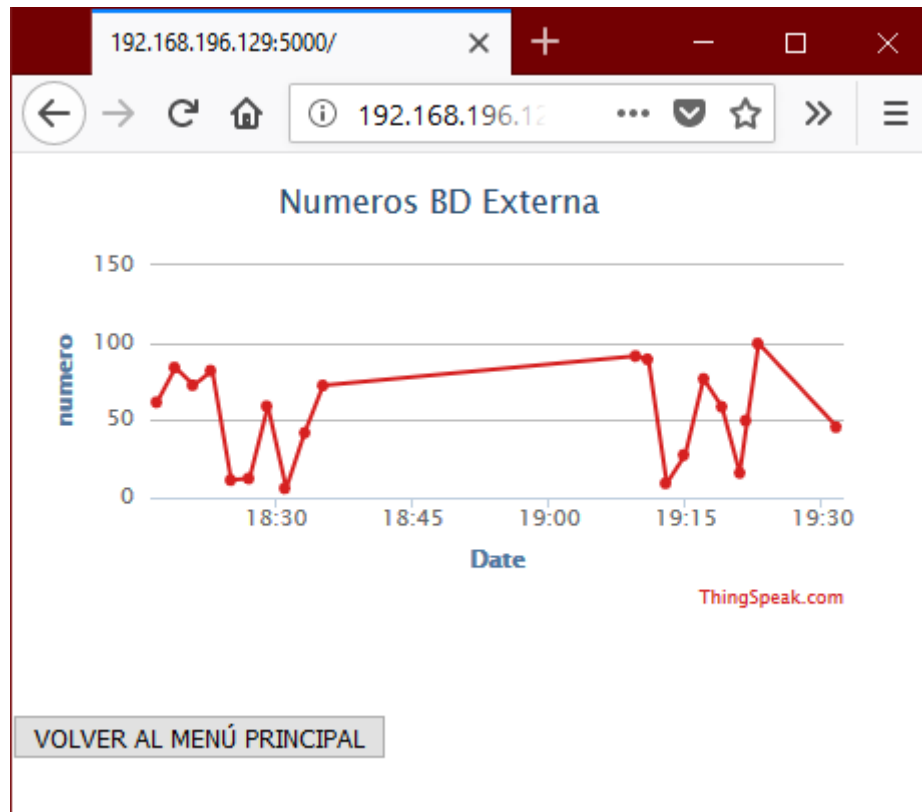 192.168.196.129:5000/
192.168.196.12
Numeros BD Externa
150
100
50
0
numero
18:30 18:45 19:00 19:15 19:30
Date
ThingSpeak.com
VOLVER AL MENÚ PRINCIPAL